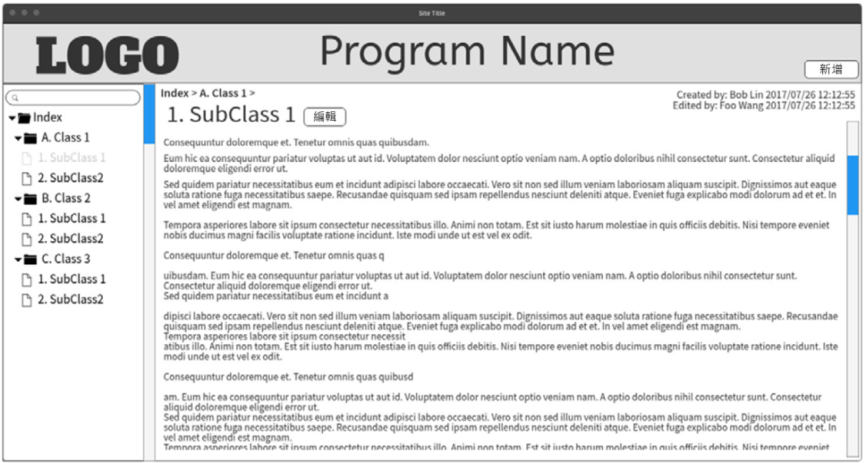 Site Title
LOGO
Program Name
新增
Index
A. Class 1
1. SubClass 1
2. SubClass2
B. Class 2
1. SubClass 1
2. SubClass2
C. Class 3
1. SubClass 1
2. SubClass2
Index > A. Class 1 >
1. SubClass 1 編輯
Created by: Bob Lin 2017/07/26 12:12:55
Edited by: Foo Wang 2017/07/26 12:12:55
Consequuntur doloremque et. Tenetur omnis quas quibusdam.
Eum hic ea consequuntur pariatur voluptas ut aut id. Voluptatem dolor nesciunt optio veniam nam. A optio doloribus nihil consectetur sunt. Consectetur aliquid
doloremque eligendi error ut.
Sed quidem pariatur necessitatibus eum et incidunt adipisci labore occaecati. Vero sit non sed illum veniam laboriosam aliquam suscipit. Dignissimos aut eaque
soluta ratione fuga necessitatibus saepe. Recusandae quisquam sed ipsam repellendus nesciunt deleniti atque. Eveniet fuga explicabo modi dolorum ad et et. In
vel amet eligendi est magnam.
Tempora asperiores labore sit ipsum consectetur necessitatibus illo. Animi non totam. Est sit iusto harum molestiae in quis officiis debitis. Nisi tempore eveniet
nobis ducimus magni facilis voluptate ratione incidunt. Iste modi unde ut est vel ex odit.
Consequuntur doloremque et. Tenetur omnis quas q
uibusdam. Eum hic ea consequuntur pariatur voluptas ut aut id. Voluptatem dolor nesciunt optio veniam nam. A optio doloribus nihil consectetur sunt.
Consectetur aliquid doloremque eligendi error ut.
Sed quidem pariatur necessitatibus eum et incidunt a
dipisci labore occaecati. Vero sit non sed illum veniam laboriosam aliquam suscipit. Dignissimos aut eaque soluta ratione fuga necessitatibus saepe. Recusandae
quisquam sed ipsam repellendus nesciunt deleniti atque. Eveniet fuga explicabo modi dolorum ad et et. In vel amet eligendi est magnam.
Tempora asperiores labore sit ipsum consectetur necessit
atibus illo. Animi non totam. Est sit iusto harum molestiae in quis officiis debitis. Nisi tempore eveniet nobis ducimus magni facilis voluptate ratione incidunt. Iste
modi unde ut est vel ex odit.
Consequuntur doloremque et. Tenetur omnis quas quibusd
am. Eum hic ea consequuntur pariatur voluptas ut aut id. Voluptatem dolor nesciunt optio veniam nam. A optio doloribus nihil consectetur sunt. Consectetur
aliquid doloremque eligendi error ut.
Sed quidem pariatur necessitatibus eum et incidunt adipisci labore occaecati. Vero sit non sed illum veniam laboriosam aliquam suscipit. Dignissimos aut eaque
soluta ratione fuga necessitatibus saepe. Recusandae quisquam sed ipsam repellendus nesciunt deleniti atque. Eveniet fuga explicabo modi dolorum ad et et. In
vel amet eligendi est magnam.
Tempora asperiores labore sit ipsum consectetur necessitatibus illo. Animi non totam. Est sit iusto harum molestiae in quis officiis debitis. Nisi tempore eveniet